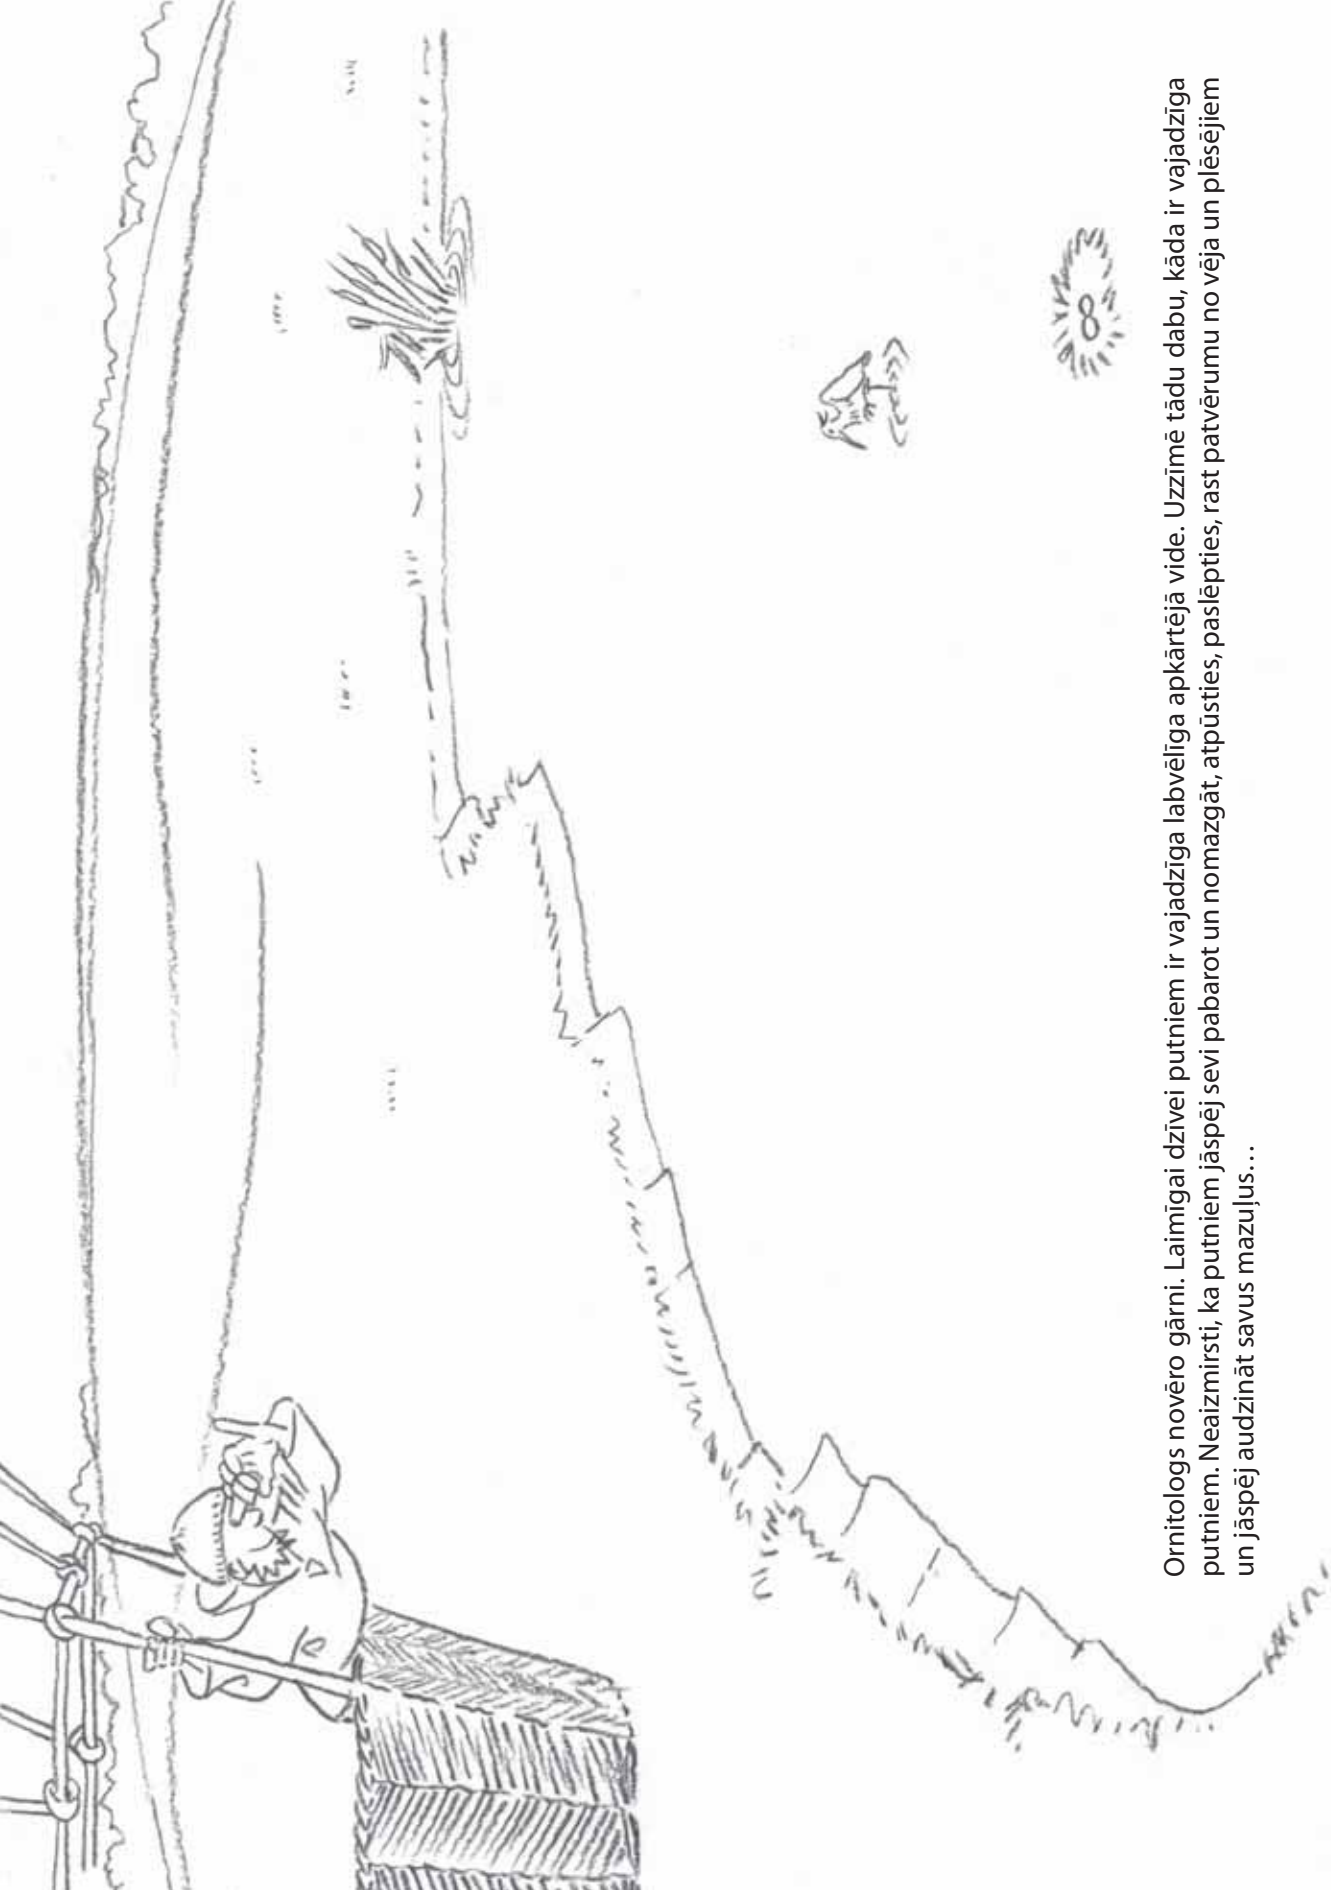 Ornitologs novēro gārni. Laimīgai dzīvei putniem ir vajadzīga labvēlīga apkārtējā vide. Uzzīmē tādu dabu, kāda ir vajadzīga
putniem. Neaizmirsti, ka putniem jāspēj sevi pabarot un nomazgāt, atpūsties, paslēpties, rast patvērumu no vēja un plēsējiem
un jāspēj audzināt savus mazuļus…
8